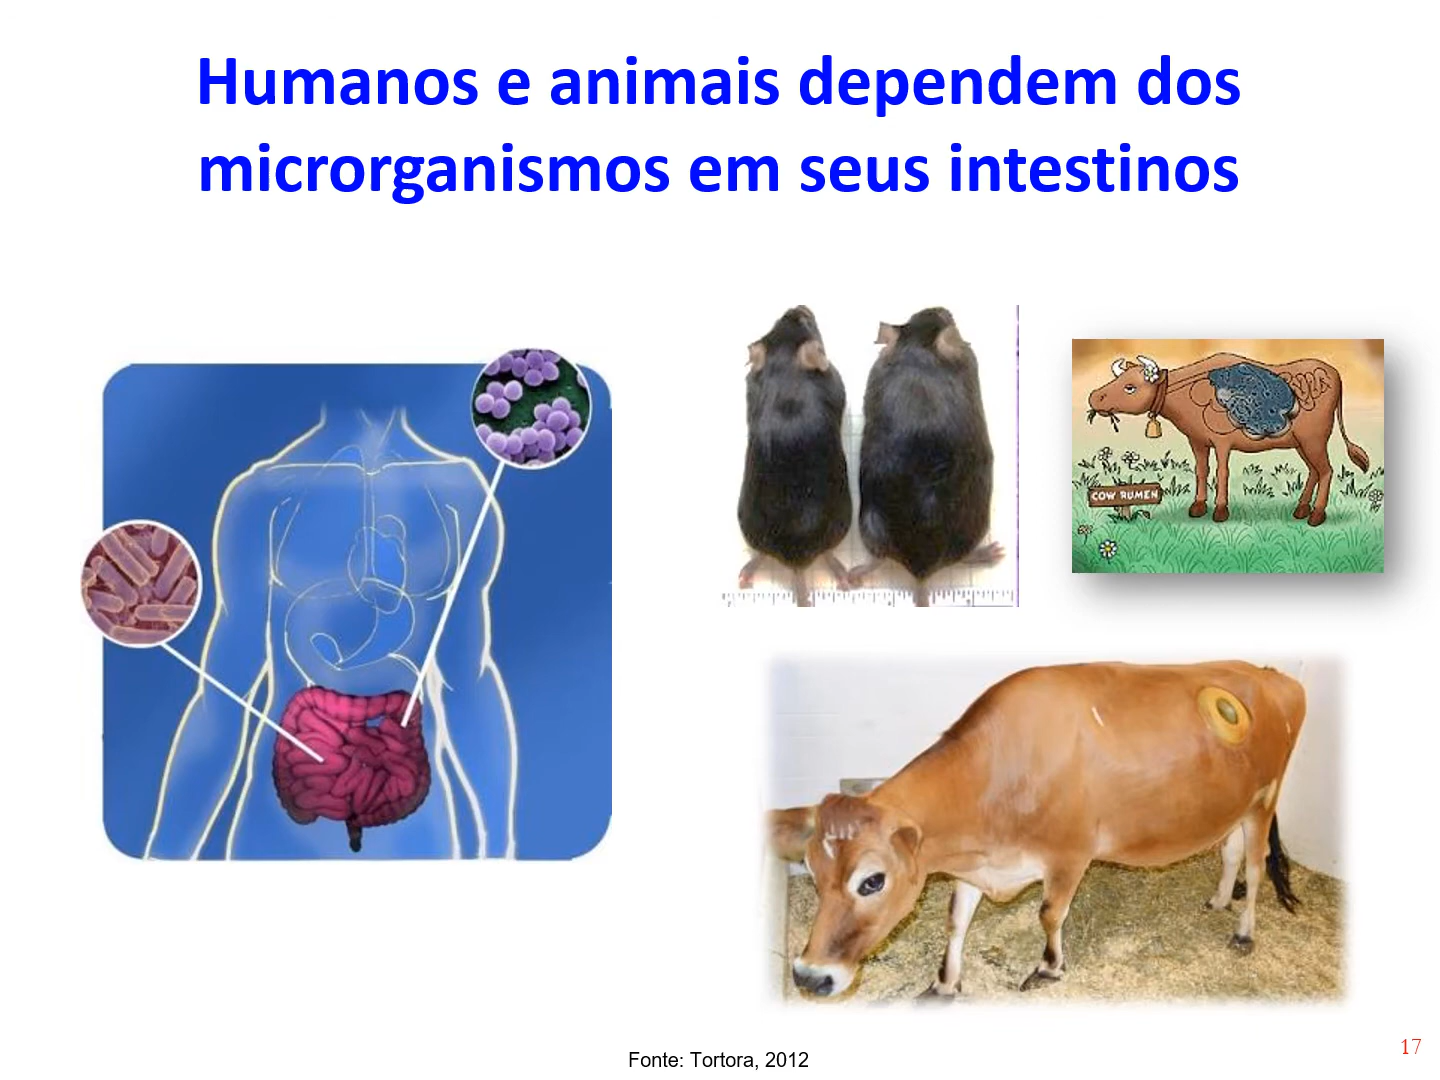 Humanos e animais dependem dos
microrganismos em seus intestinos
COW RUMEN
Fonte: Tortora, 2012
17